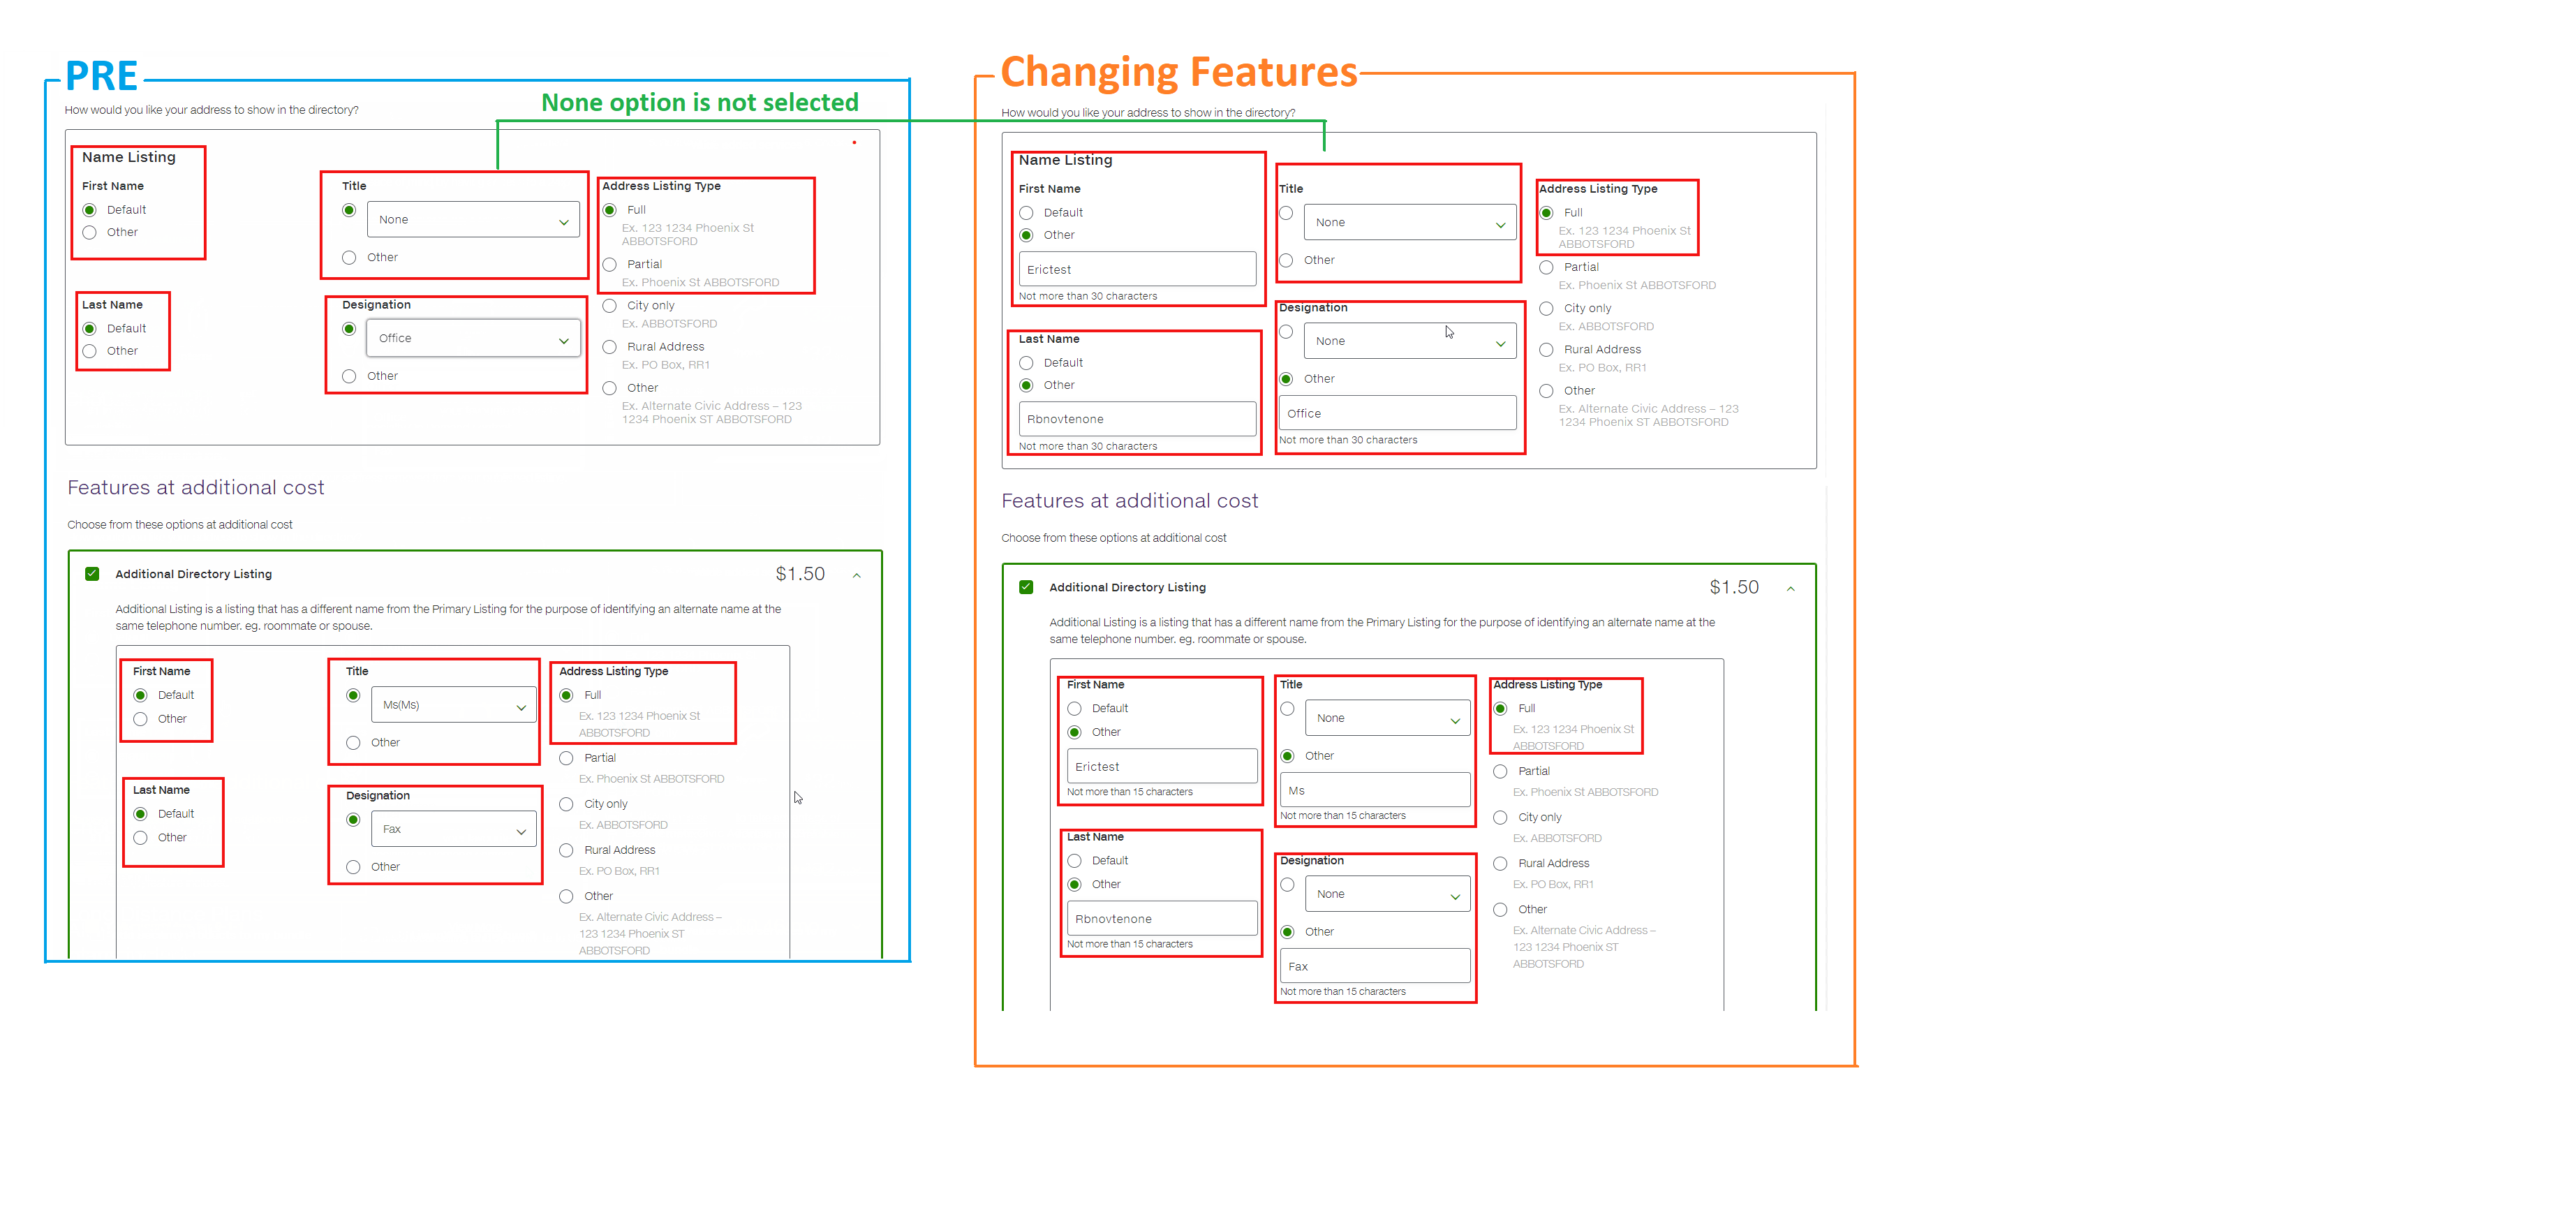 PRE
How would you like your address to show in the directory?
None option is not selected
Name Listing
First Name
Default
Other
Last Name
Default
Other
Title
None
Other
Designation
Office
Other
Address Listing Type
Full
Ex. 123 1234 Phoenix St
ABBOTSFORD
Partial
Ex. Phoenix St ABBOTSFORD
City only
Ex. ABBOTSFORD
Rural Address
Ex. PO Box, RR1
Other
Ex. Alternate Civic Address – 123
1234 Phoenix ST ABBOTSFORD
Features at additional cost
Choose from these options at additional cost
Additional Directory Listing
$1.50
Additional Listing is a listing that has a different name from the Primary Listing for the purpose of identifying an alternate name at the
same telephone number. eg. roommate or spouse.
First Name
Default
Other
Last Name
Default
Other
Title
Ms(Ms)
Other
Designation
Fax
Other
Address Listing Type
Full
Ex. 123 1234 Phoenix St
ABBOTSFORD
Partial
Ex. Phoenix St ABBOTSFORD
City only
Ex. ABBOTSFORD
Rural Address
Ex. PO Box, RR1
Other
Ex. Alternate Civic Address –
123 1234 Phoenix ST
ABBOTSFORD
Changing Features
How would you like your address to show in the directory?
Name Listing
First Name
Default
Other
Erictest
Not more than 30 characters
Last Name
Default
Other
Rbnovtenone
Not more than 30 characters
Title
None
Other
Designation
None
Other
Office
Not more than 30 characters
Address Listing Type
Full
Ex. 123 1234 Phoenix St
ABBOTSFORD
Partial
Ex. Phoenix St ABBOTSFORD
City only
Ex. ABBOTSFORD
Rural Address
Ex. PO Box, RR1
Other
Ex. Alternate Civic Address – 123
1234 Phoenix ST ABBOTSFORD
Features at additional cost
Choose from these options at additional cost
Additional Directory Listing
$1.50
Additional Listing is a listing that has a different name from the Primary Listing for the purpose of identifying an alternate name at the
same telephone number. eg. roommate or spouse.
First Name
Default
Other
Erictest
Not more than 15 characters
Last Name
Default
Other
Rbnovtenone
Not more than 15 characters
Title
None
Other
Ms
Not more than 15 characters
Designation
None
Other
Fax
Not more than 15 characters
Address Listing Type
Full
Ex. 123 1234 Phoenix St
ABBOTSFORD
Partial
Ex. Phoenix St ABBOTSFORD
City only
Ex. ABBOTSFORD
Rural Address
Ex. PO Box, RR1
Other
Ex. Alternate Civic Address –
123 1234 Phoenix ST
ABBOTSFORD